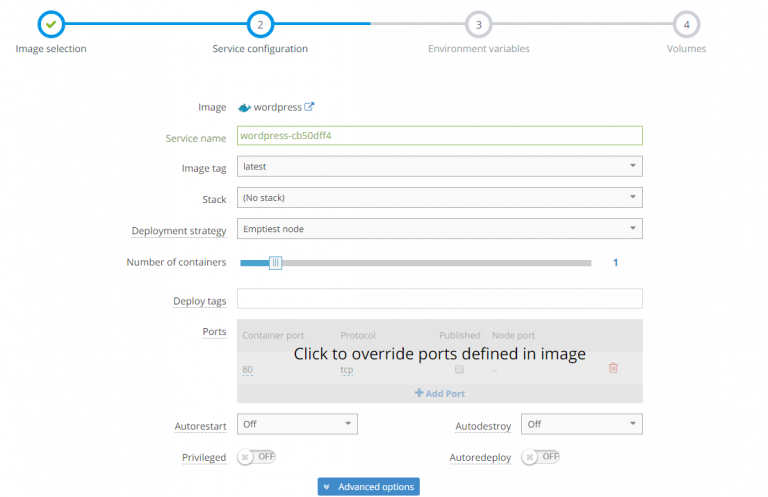 2 3 4
Image selection Service configuration Environment variables Volumes
Image wordpress
Service name wordpress-cb50dff4
Image tag latest
Stack (No stack)
Deployment strategy Emptiest node
Number of containers 1
Deploy tags
Ports Container port Protocol Published Node port
Click to override ports defined in image
80 tcp --
Add Port
Autorestart Off Autodestroy Off
Privileged OFF Autoredeploy OFF
Advanced options